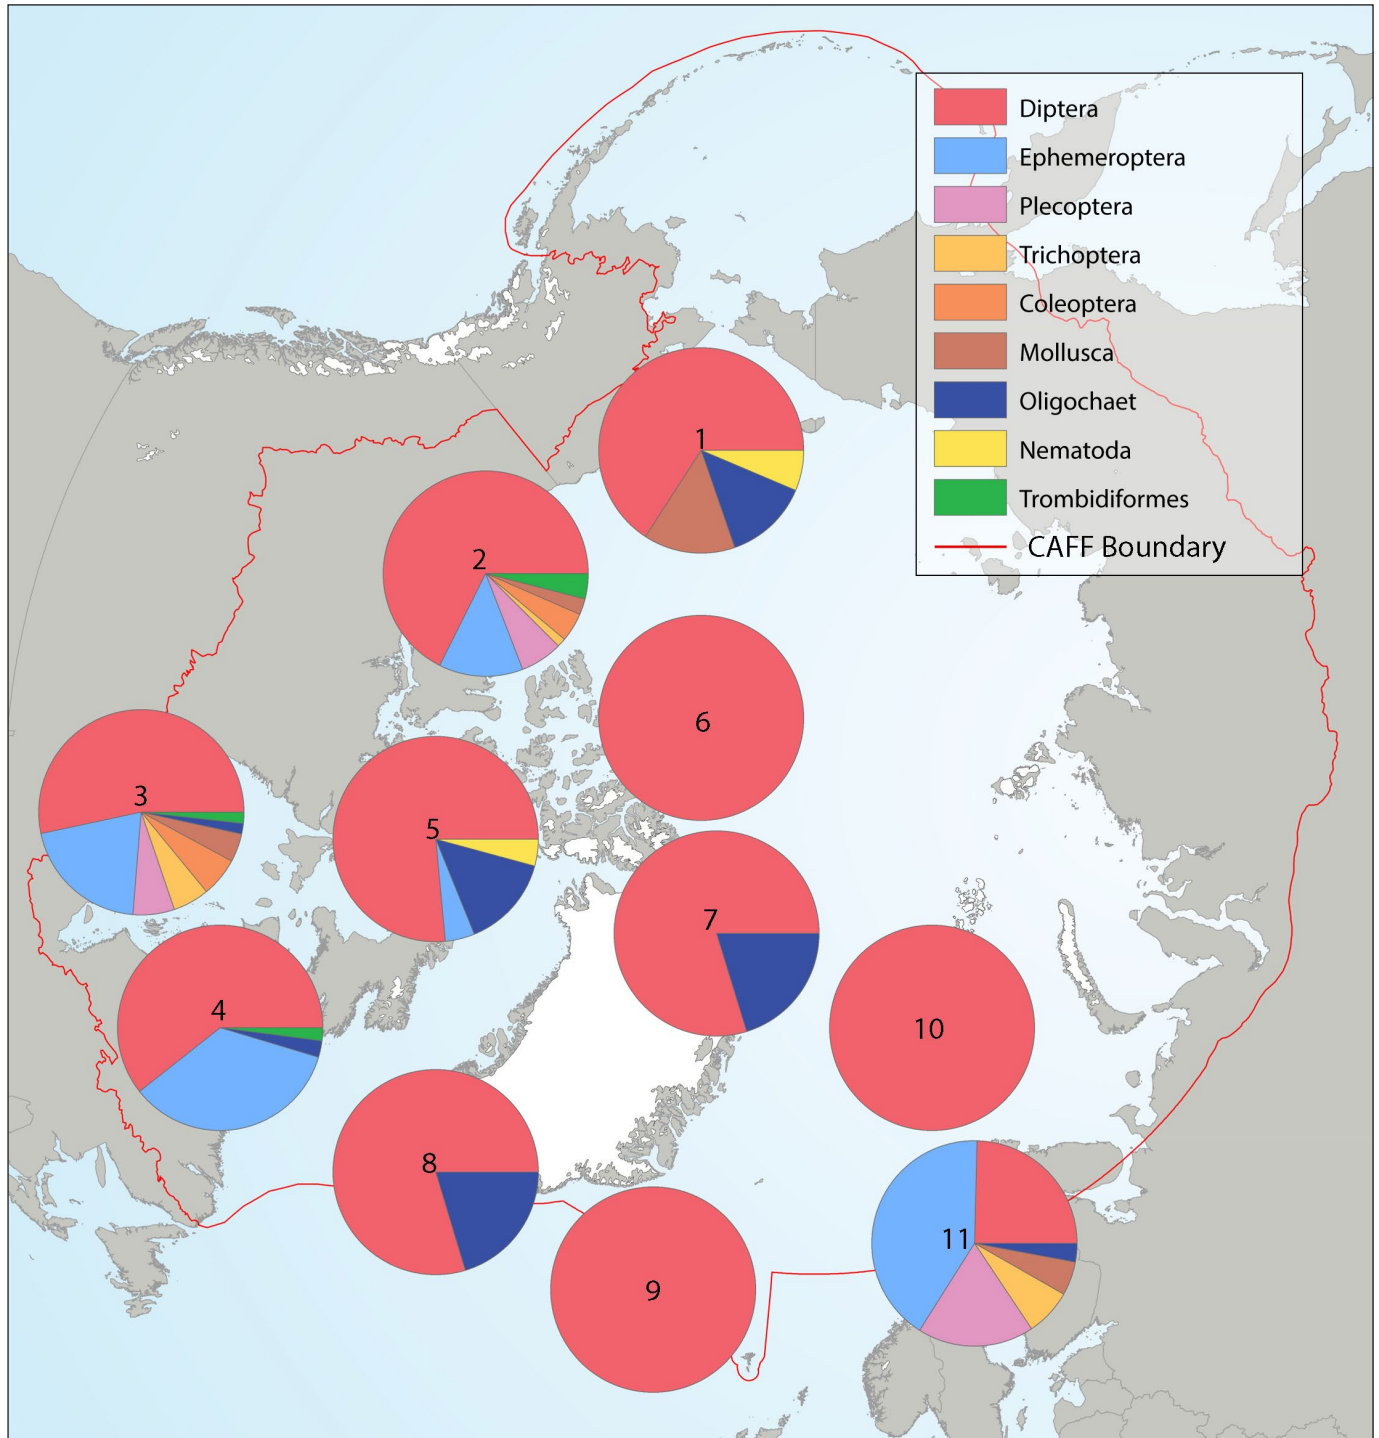 Diptera
Ephemeroptera
Plecoptera
Trichoptera
Coleoptera
Mollusca
Oligochaet
Nematoda
Trombidiformes
CAFF Boundary
1
2
6
3
5
7
4
10
8
11
9